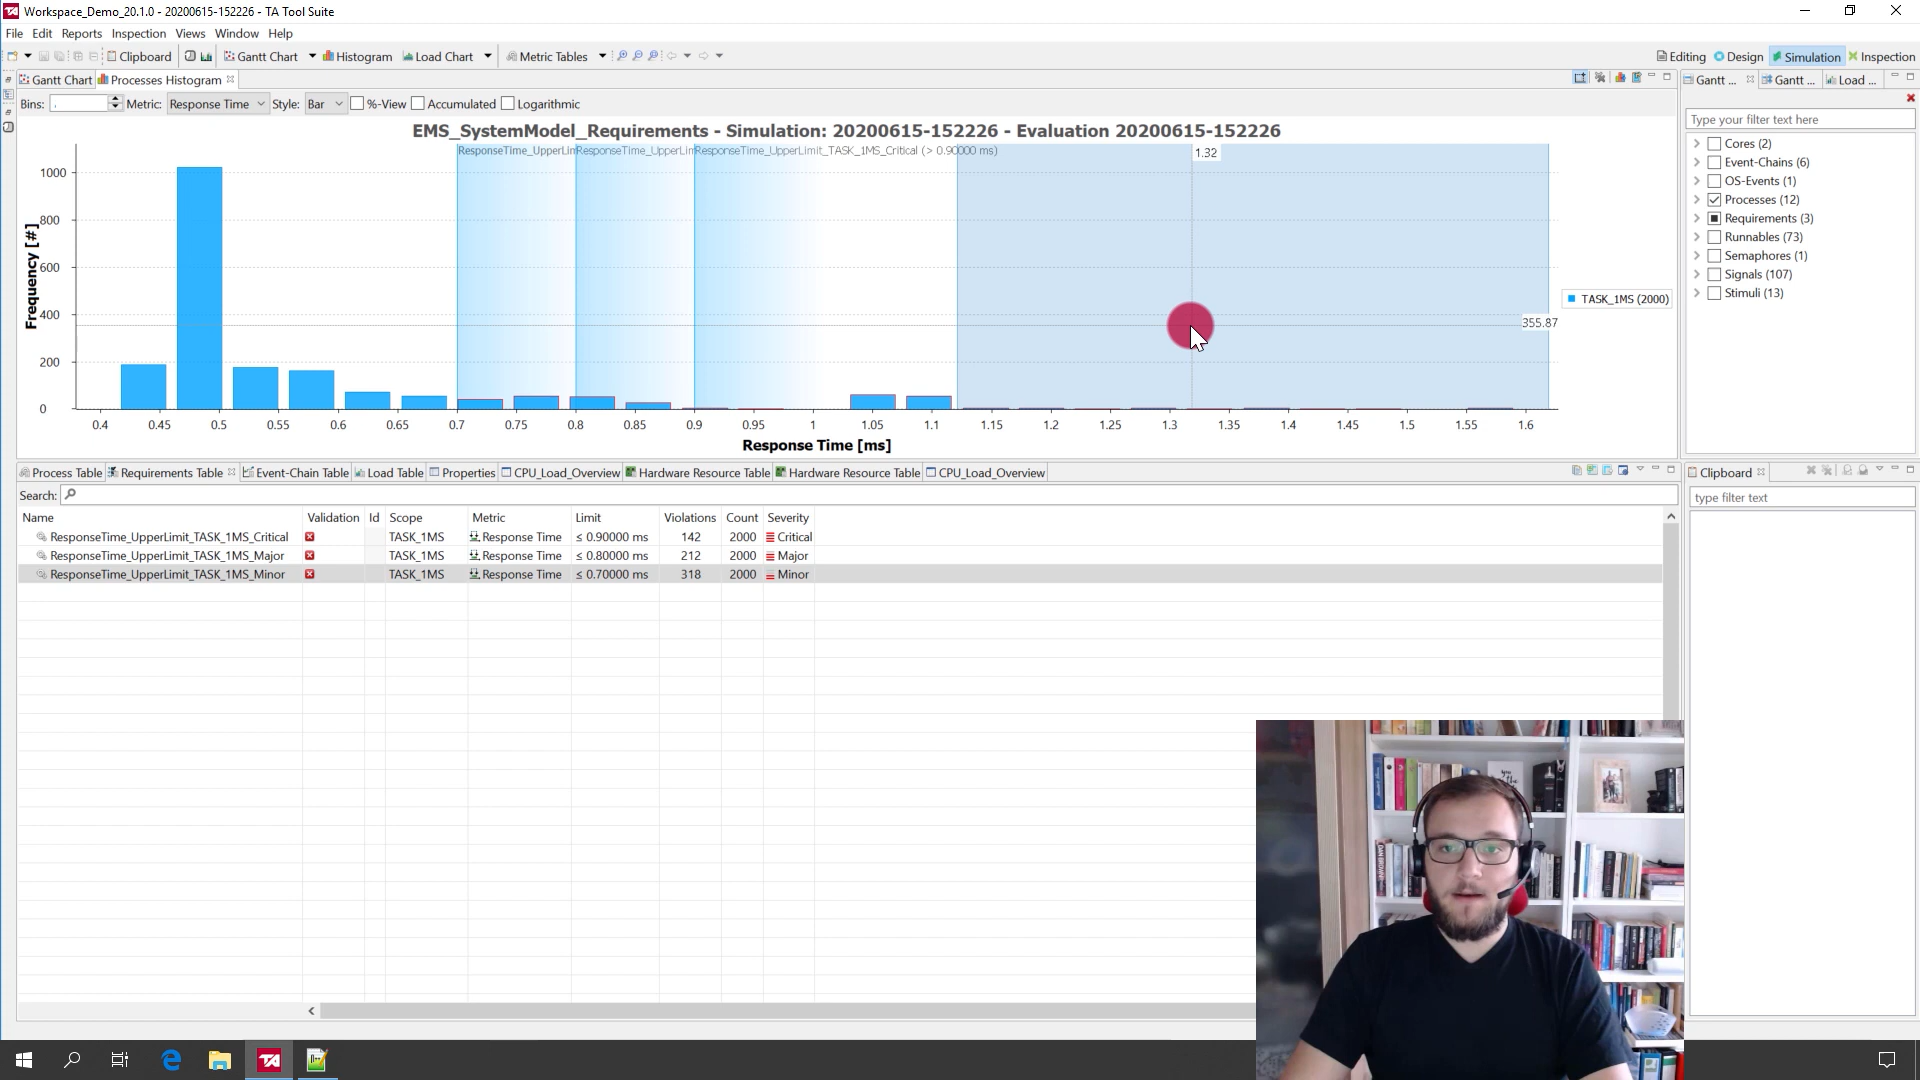 Workspace_Demo_20.1.0 - 20200615-152226 - TA Tool Suite
File Edit Reports Inspection Views Window Help
Clipboard Gantt Chart Histogram Load Chart Metric Tables Editing Design Simulation Inspection
Gantt Chart Processes Histogram Gantt ... Gantt ... Load ...
Bins: Metric: Response Time Style: Bar %-View Accumulated Logarithmic
Type your filter text here
EMS_SystemModel_Requirements - Simulation: 20200615-152226 - Evaluation 20200615-152226
ResponseTime_UpperLim ResponseTime_UpperLim ResponseTime_UpperLimit_TASK_1MS_Critical (> 0.90000 ms)
1.32
1000
800
600
400
200
0
Frequency [#]
355.87
TASK_1MS (2000)
0.4 0.45 0.5 0.55 0.6 0.65 0.7 0.75 0.8 0.85 0.9 0.95 1 1.05 1.1 1.15 1.2 1.25 1.3 1.35 1.4 1.45 1.5 1.55 1.6
Response Time [ms]
Cores (2)
Event-Chains (6)
OS-Events (1)
Processes (12)
Requirements (3)
Runnables (73)
Semaphores (1)
Signals (107)
Stimuli (13)
Process Table Requirements Table Event-Chain Table Load Table Properties CPU_Load_Overview Hardware Resource Table Hardware Resource Table CPU_Load_Overview
Search:
Name Validation Id Scope Metric Limit Violations Count Severity
ResponseTime_UpperLimit_TASK_1MS_Critical TASK_1MS Response Time ≤ 0.90000 ms 142 2000 Critical
ResponseTime_UpperLimit_TASK_1MS_Major TASK_1MS Response Time ≤ 0.80000 ms 212 2000 Major
ResponseTime_UpperLimit_TASK_1MS_Minor TASK_1MS Response Time ≤ 0.70000 ms 318 2000 Minor
Clipboard
type filter text
TA